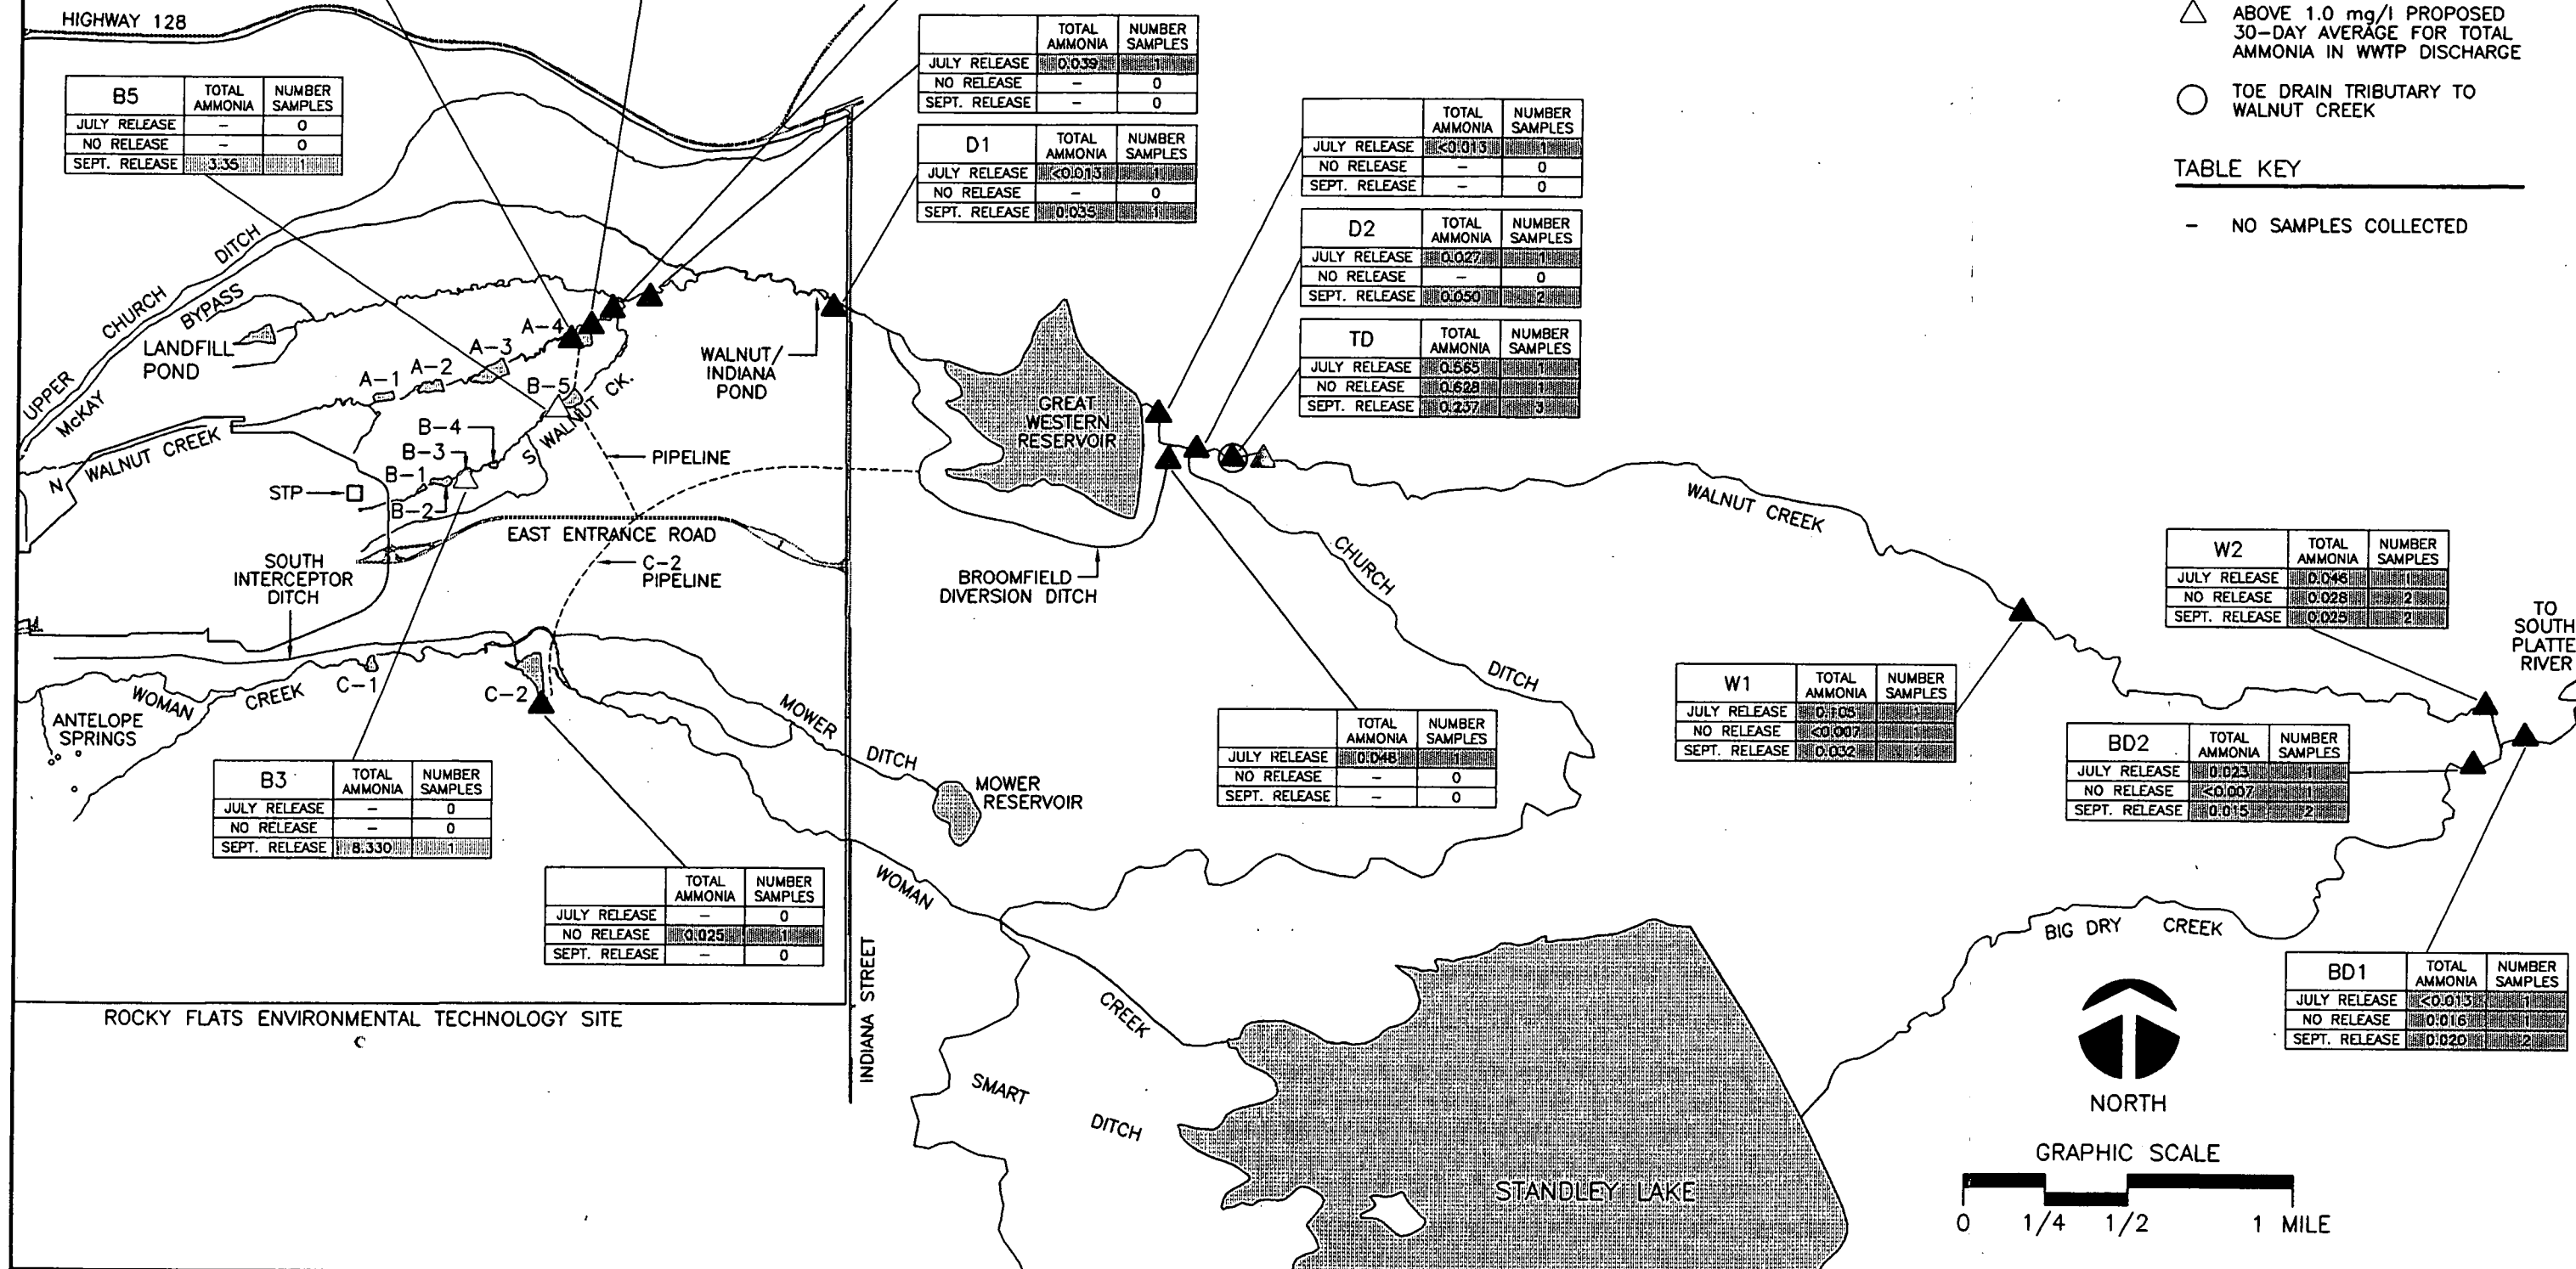 HIGHWAY 128
△ ABOVE 1.0 mg/l PROPOSED
30-DAY AVERAGE FOR TOTAL
AMMONIA IN WWTP DISCHARGE
○ TOE DRAIN TRIBUTARY TO
WALNUT CREEK
TABLE KEY
– NO SAMPLES COLLECTED
TOTAL AMMONIA NUMBER SAMPLES
JULY RELEASE 0.039 1
NO RELEASE – 0
SEPT. RELEASE – 0
B5 TOTAL AMMONIA NUMBER SAMPLES
JULY RELEASE – 0
NO RELEASE – 0
SEPT. RELEASE 3.35 1
D1 TOTAL AMMONIA NUMBER SAMPLES
JULY RELEASE <0.013 1
NO RELEASE – 0
SEPT. RELEASE 0.035 1
TOTAL AMMONIA NUMBER SAMPLES
JULY RELEASE <0.013 1
NO RELEASE – 0
SEPT. RELEASE – 0
D2 TOTAL AMMONIA NUMBER SAMPLES
JULY RELEASE 0.027 1
NO RELEASE – 0
SEPT. RELEASE 0.050 2
TD TOTAL AMMONIA NUMBER SAMPLES
JULY RELEASE 0.565 1
NO RELEASE 0.628 1
SEPT. RELEASE 0.237 3
UPPER CHURCH DITCH
McKAY BYPASS
LANDFILL
POND
A-4
A-3
A-2
A-1
WALNUT/
INDIANA
POND
B-5
S WALNUT CK.
B-4
B-3
B-1
B-2
N WALNUT CREEK
STP
PIPELINE
GREAT
WESTERN
RESERVOIR
EAST ENTRANCE ROAD
C-2
PIPELINE
SOUTH
INTERCEPTOR
DITCH
BROOMFIELD
DIVERSION DITCH
CHURCH DITCH
WALNUT CREEK
W2 TOTAL AMMONIA NUMBER SAMPLES
JULY RELEASE 0.046 1
NO RELEASE 0.028 2
SEPT. RELEASE 0.025 2
TO
SOUTH
PLATTE
RIVER
WOMAN CREEK
C-1
C-2
ANTELOPE
SPRINGS
MOWER DITCH
MOWER
RESERVOIR
W1 TOTAL AMMONIA NUMBER SAMPLES
JULY RELEASE 0.105 1
NO RELEASE <0.007 1
SEPT. RELEASE 0.032 1
TOTAL AMMONIA NUMBER SAMPLES
JULY RELEASE 0.048 1
NO RELEASE – 0
SEPT. RELEASE – 0
BD2 TOTAL AMMONIA NUMBER SAMPLES
JULY RELEASE 0.023 1
NO RELEASE <0.007 1
SEPT. RELEASE 0.015 2
B3 TOTAL AMMONIA NUMBER SAMPLES
JULY RELEASE – 0
NO RELEASE – 0
SEPT. RELEASE 8.330 1
TOTAL AMMONIA NUMBER SAMPLES
JULY RELEASE – 0
NO RELEASE 0.025 1
SEPT. RELEASE – 0
WOMAN CREEK
BIG DRY CREEK
BD1 TOTAL AMMONIA NUMBER SAMPLES
JULY RELEASE <0.013 1
NO RELEASE 0.016 1
SEPT. RELEASE 0.020 2
INDIANA STREET
ROCKY FLATS ENVIRONMENTAL TECHNOLOGY SITE
SMART DITCH
STANDLEY LAKE
NORTH
GRAPHIC SCALE
0 1/4 1/2 1 MILE